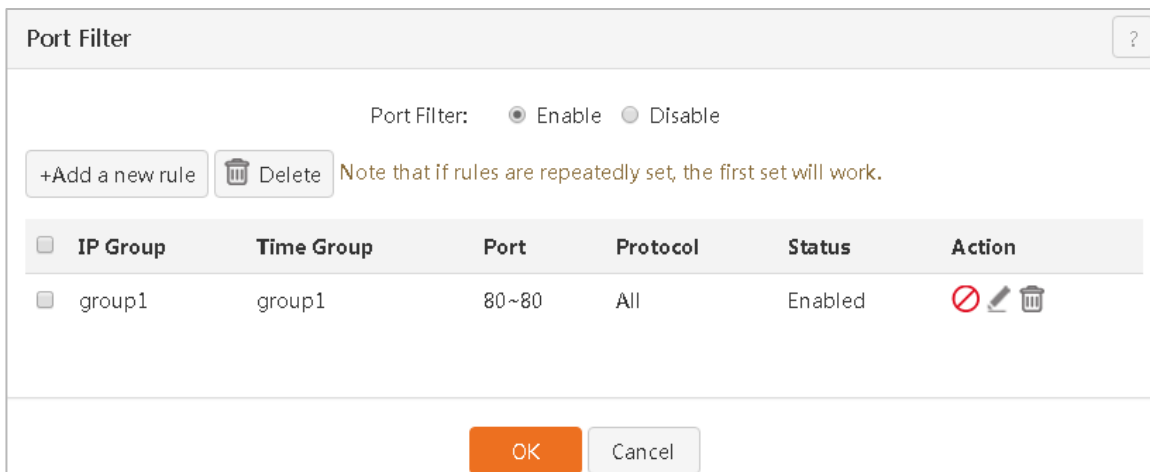 Port Filter
?
Port Filter: Enable Disable
+Add a new rule Delete Note that if rules are repeatedly set, the first set will work.
IP Group Time Group Port Protocol Status Action
group1 group1 80~80 All Enabled
OK Cancel